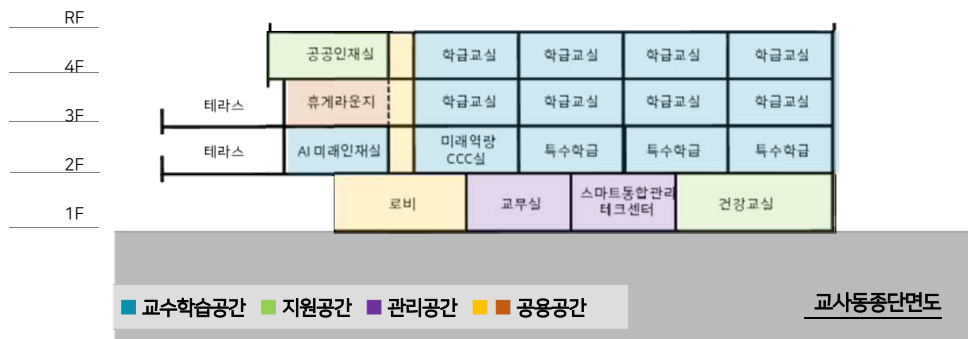 RF
공공인재실 학급교실 학급교실 학급교실 학급교실
4F
테라스 휴게라운지 학급교실 학급교실 학급교실 학급교실
3F
테라스 AI 미래인재실 미래역량 CCC실 특수학급 특수학급 특수학급
2F
로비 교무실 스마트통합관리 테크센터 건강교실
1F
교수학습공간 지원공간 관리공간 공용공간
교사동종단면도